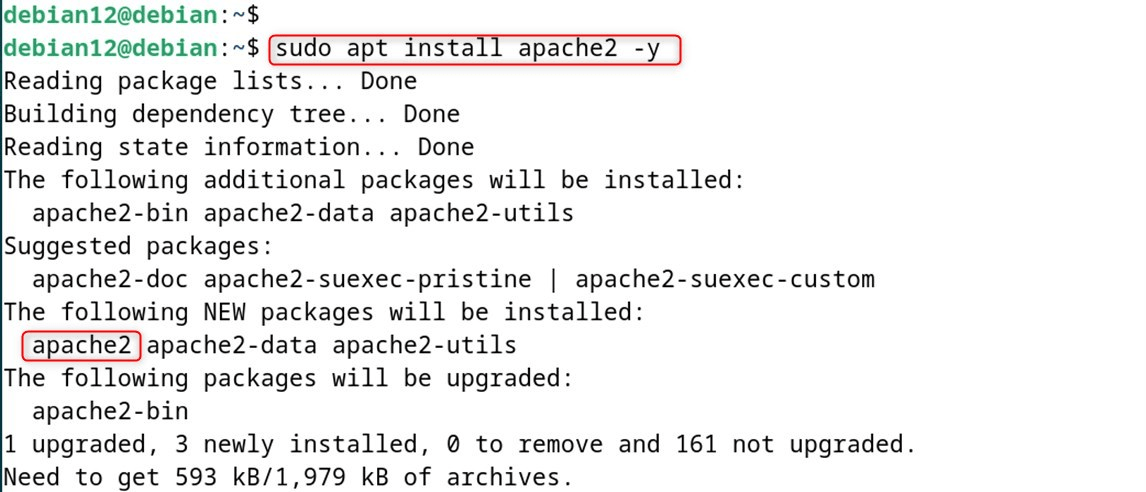 debian12@debian:~$
debian12@debian:~$ sudo apt install apache2 -y
Reading package lists... Done
Building dependency tree... Done
Reading state information... Done
The following additional packages will be installed:
  apache2-bin apache2-data apache2-utils
Suggested packages:
  apache2-doc apache2-suexec-pristine | apache2-suexec-custom
The following NEW packages will be installed:
  apache2 apache2-data apache2-utils
The following packages will be upgraded:
  apache2-bin
1 upgraded, 3 newly installed, 0 to remove and 161 not upgraded.
Need to get 593 kB/1,979 kB of archives.